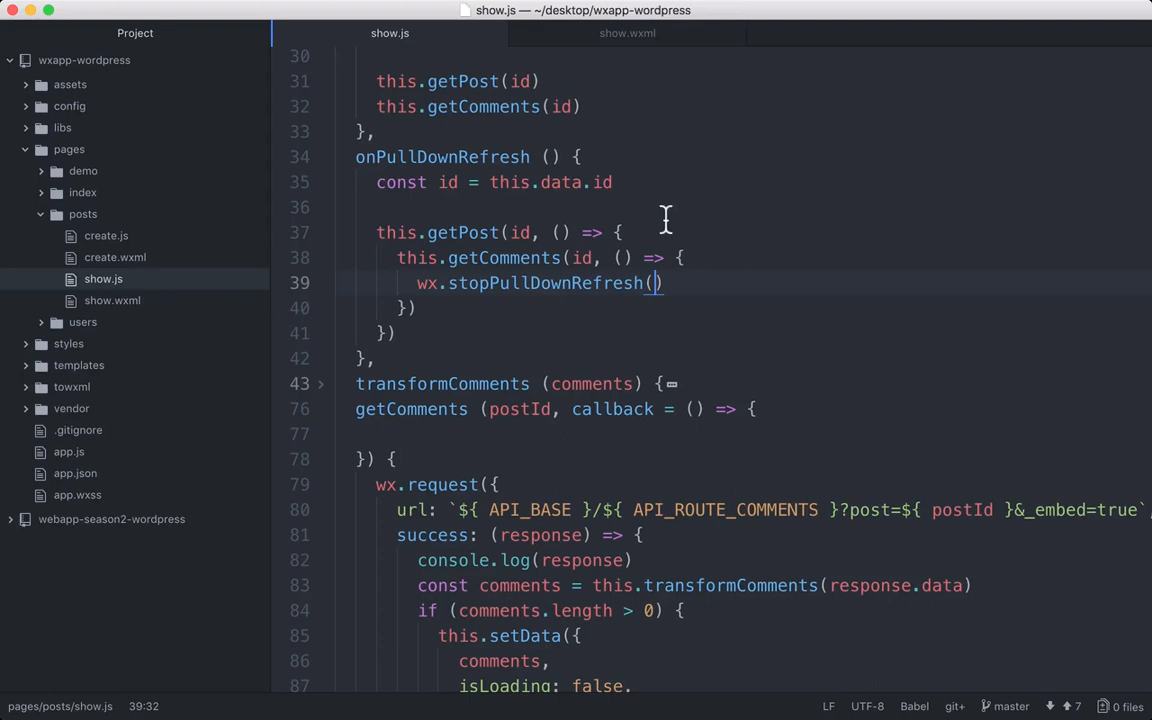 show.js — ~/desktop/wxapp-wordpress
Project
wxapp-wordpress
assets
config
libs
pages
demo
index
posts
create.js
create.wxml
show.js
show.wxml
users
styles
templates
towxml
vendor
.gitignore
app.js
app.json
app.wxss
webapp-season2-wordpress
show.js
show.wxml
30
31 this.getPost(id)
32 this.getComments(id)
33 },
34 onPullDownRefresh () {
35 const id = this.data.id
36
37 this.getPost(id, () => {
38 this.getComments(id, () => {
39 wx.stopPullDownRefresh()
40 })
41 })
42 },
43 transformComments (comments) {
76 getComments (postId, callback = () => {
77
78 }) {
79 wx.request({
80 url: `${ API_BASE }/${ API_ROUTE_COMMENTS }?post=${ postId }&_embed=true`,
81 success: (response) => {
82 console.log(response)
83 const comments = this.transformComments(response.data)
84 if (comments.length > 0) {
85 this.setData({
86 comments,
87 isLoading: false,
pages/posts/show.js 39:32 LF UTF-8 Babel git+ master 7 0 files